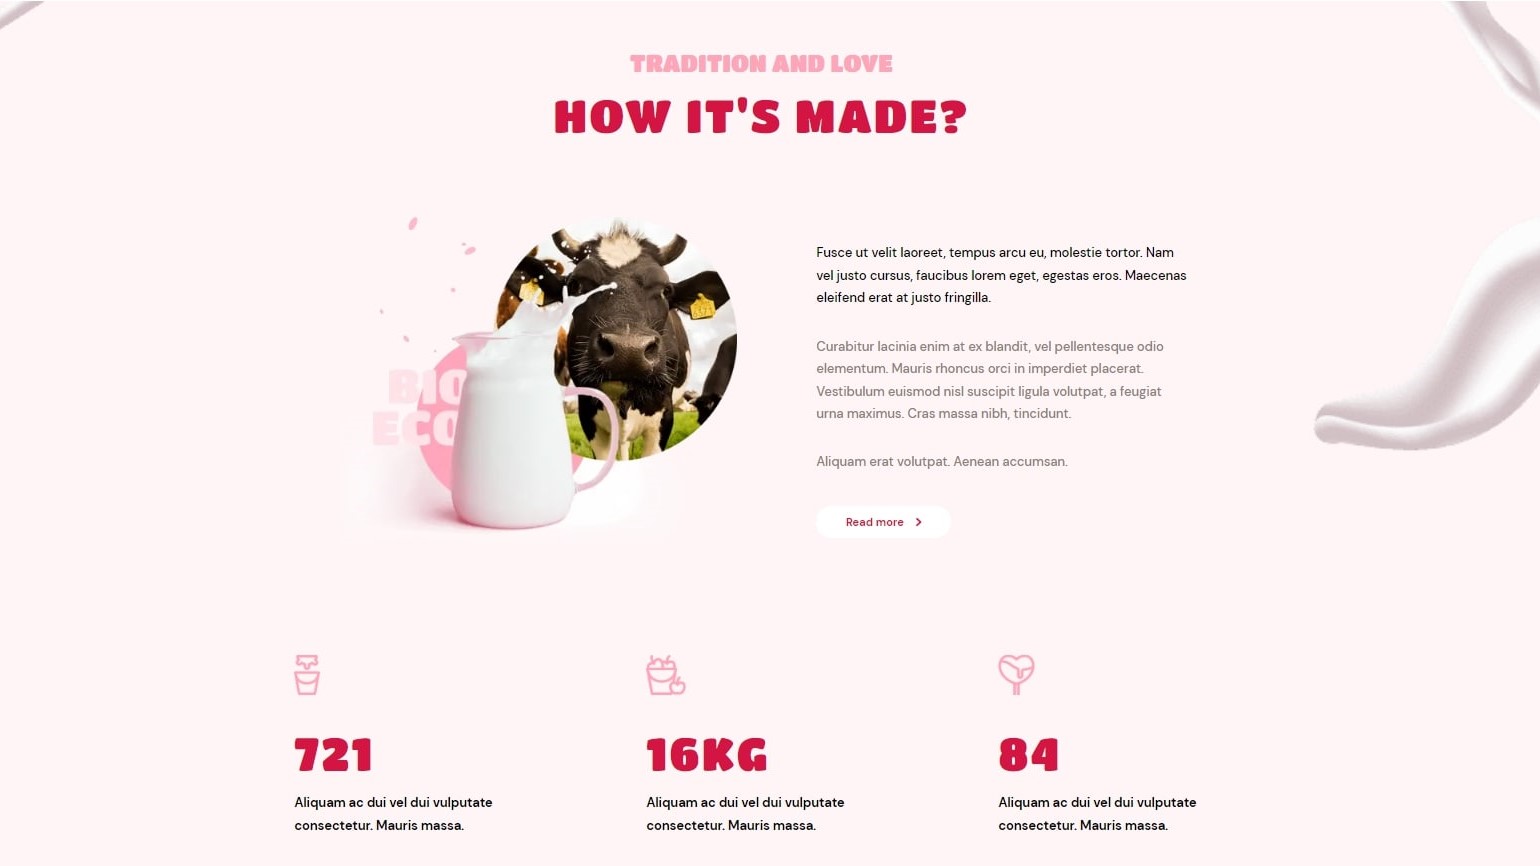 TRADITION AND LOVE
HOW IT'S MADE?
BIO
ECO
Fusce ut velit laoreet, tempus arcu eu, molestie tortor. Nam
vel justo cursus, faucibus lorem eget, egestas eros. Maecenas
eleifend erat at justo fringilla.
Curabitur lacinia enim at ex blandit, vel pellentesque odio
elementum. Mauris rhoncus orci in imperdiet placerat.
Vestibulum euismod nisl suscipit ligula volutpat, a feugiat
urna maximus. Cras massa nibh, tincidunt.
Aliquam erat volutpat. Aenean accumsan.
Read more
721
Aliquam ac dui vel dui vulputate
consectetur. Mauris massa.
16KG
Aliquam ac dui vel dui vulputate
consectetur. Mauris massa.
84
Aliquam ac dui vel dui vulputate
consectetur. Mauris massa.